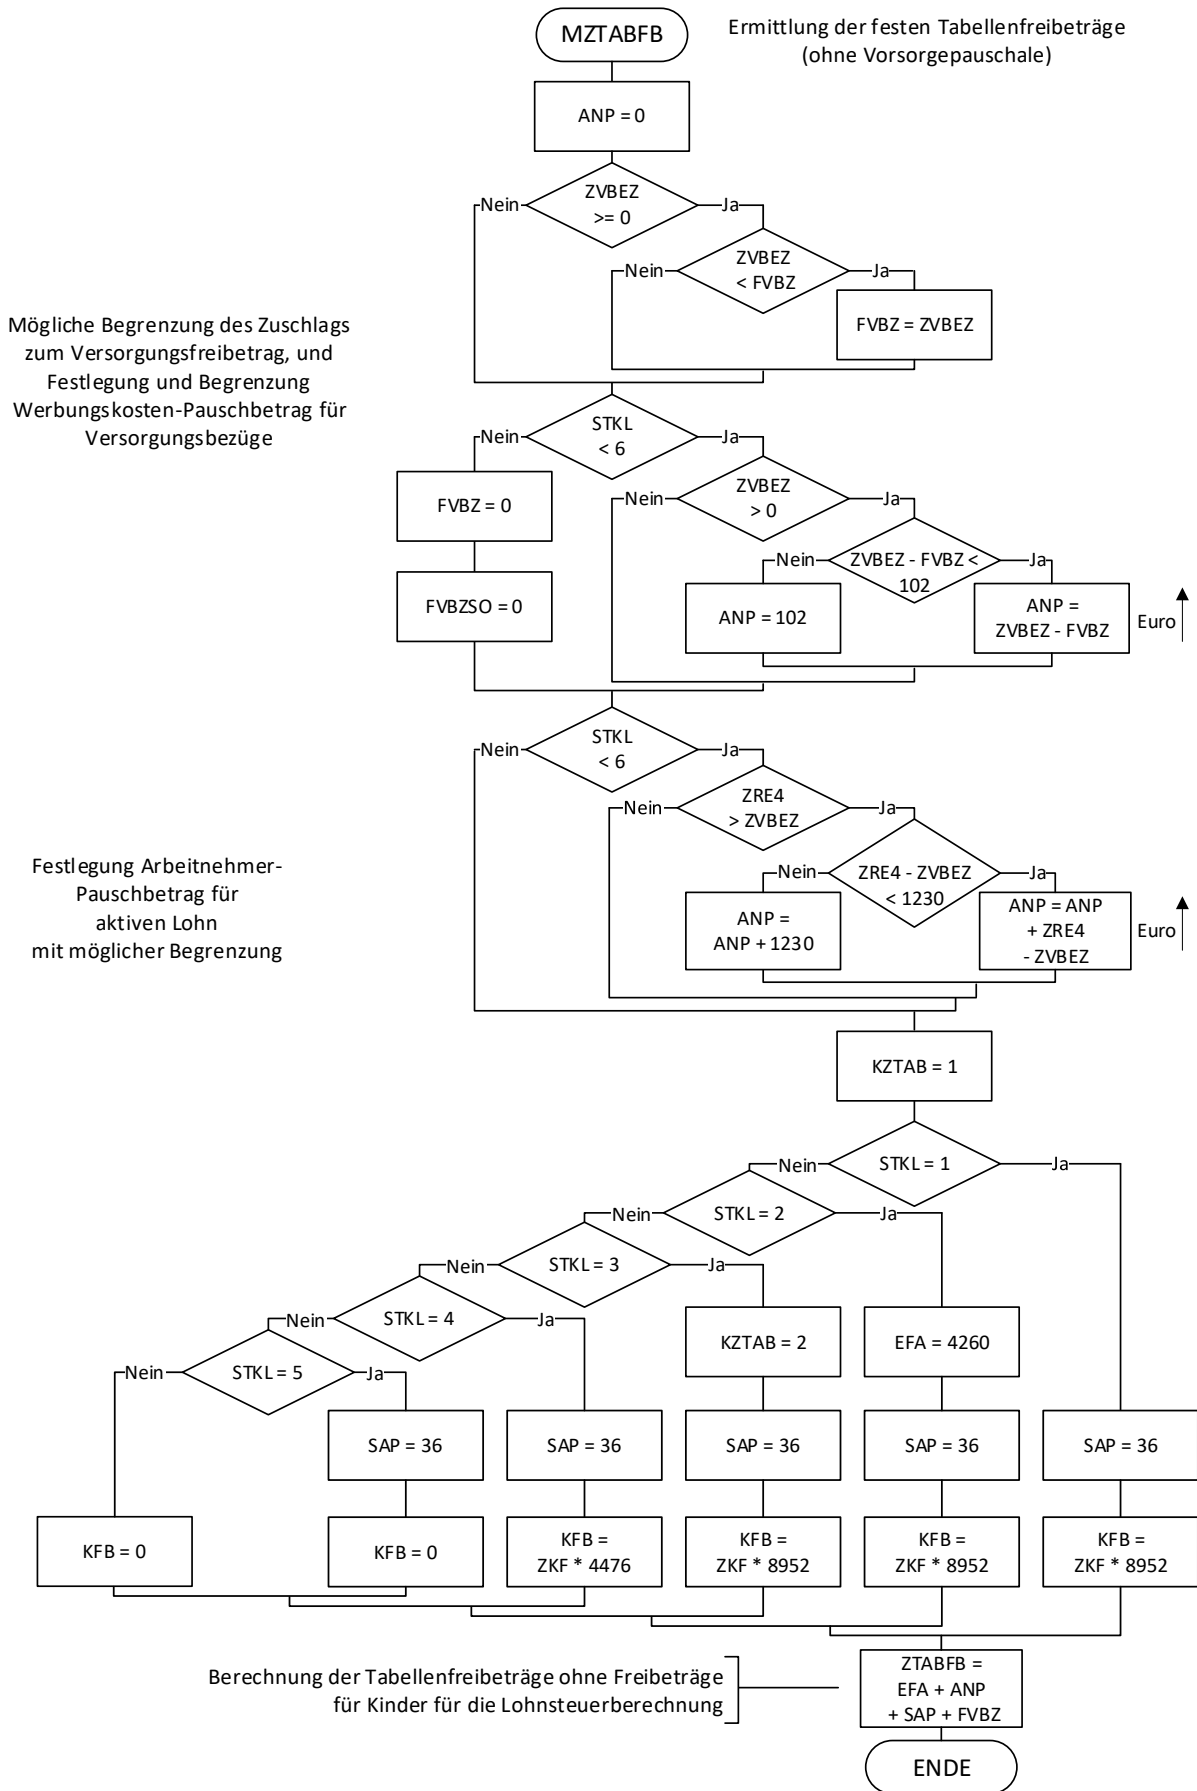 MZTABFB
Ermittlung der festen Tabellenfreibeträge
(ohne Vorsorgepauschale)
ANP = 0
Nein
ZVBEZ
>= 0
Ja
Nein
ZVBEZ
< FVBZ
Ja
FVBZ = ZVBEZ
Mögliche Begrenzung des Zuschlags
zum Versorgungsfreibetrag, und
Festlegung und Begrenzung
Werbungskosten-Pauschbetrag für
Versorgungsbezüge
Nein
STKL
< 6
Ja
FVBZ = 0
Nein
ZVBEZ
> 0
Ja
FVBZSO = 0
Nein
ZVBEZ - FVBZ <
102
Ja
ANP = 102
ANP =
ZVBEZ - FVBZ
Euro
Nein
STKL
< 6
Ja
Nein
ZRE4
> ZVBEZ
Ja
Festlegung Arbeitnehmer-
Pauschbetrag für
aktiven Lohn
mit möglicher Begrenzung
Nein
ZRE4 - ZVBEZ
< 1230
Ja
ANP =
ANP + 1230
ANP = ANP
+ ZRE4
- ZVBEZ
Euro
KZTAB = 1
Nein
STKL = 1
Ja
Nein
STKL = 2
Ja
Nein
STKL = 3
Ja
Nein
STKL = 4
Ja
Nein
STKL = 5
Ja
KZTAB = 2
EFA = 4260
SAP = 36
SAP = 36
SAP = 36
SAP = 36
SAP = 36
KFB = 0
KFB = 0
KFB =
ZKF * 4476
KFB =
ZKF * 8952
KFB =
ZKF * 8952
KFB =
ZKF * 8952
Berechnung der Tabellenfreibeträge ohne Freibeträge
für Kinder für die Lohnsteuerberechnung
ZTABFB =
EFA + ANP
+ SAP + FVBZ
ENDE